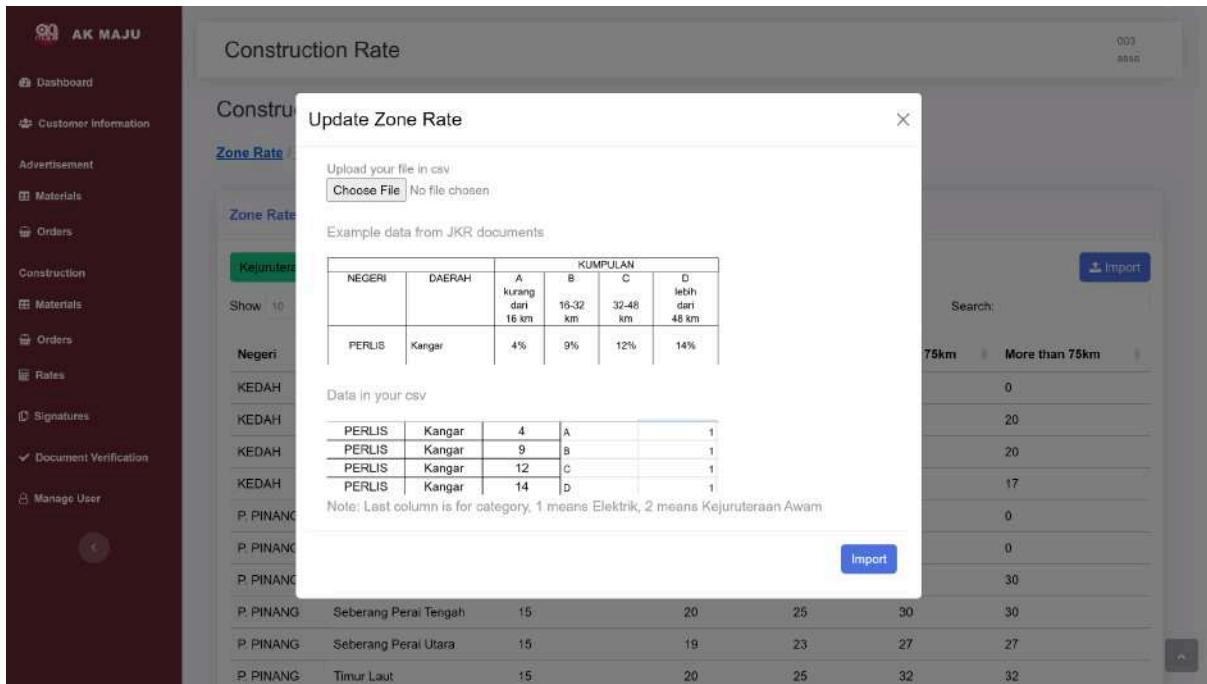 AK MAJU
Dashboard
Customer Information
Advertisement
Materials
Orders
Construction
Materials
Orders
Rates
Signatures
Document Verification
Manage User
Construction Rate
003
Constru
Zone Rate /
Zone Rate
Import
Show 10
Search:
Negeri 75km More than 75km
KEDAH 0
KEDAH 20
KEDAH 20
KEDAH 17
P. PINANG 0
P. PINANG 0
P. PINANG 30
P. PINANG Seberang Perai Tengah 15 20 25 30 30
P. PINANG Seberang Perai Utara 15 19 23 27 27
P. PINANG Timur Laut 15 20 25 32 32
Update Zone Rate
Upload your file in csv
Choose File No file chosen
Example data from JKR documents
KUMPULAN
NEGERI DAERAH A B C D
kurang dari 16 km 16-32 km 32-48 km lebih dari 48 km
PERLIS Kangar 4% 9% 12% 14%
Data in your csv
PERLIS Kangar 4 A 1
PERLIS Kangar 9 B 1
PERLIS Kangar 12 C 1
PERLIS Kangar 14 D 1
Note: Last column is for category, 1 means Elektrik, 2 means Kejuruteraan Awam
Import